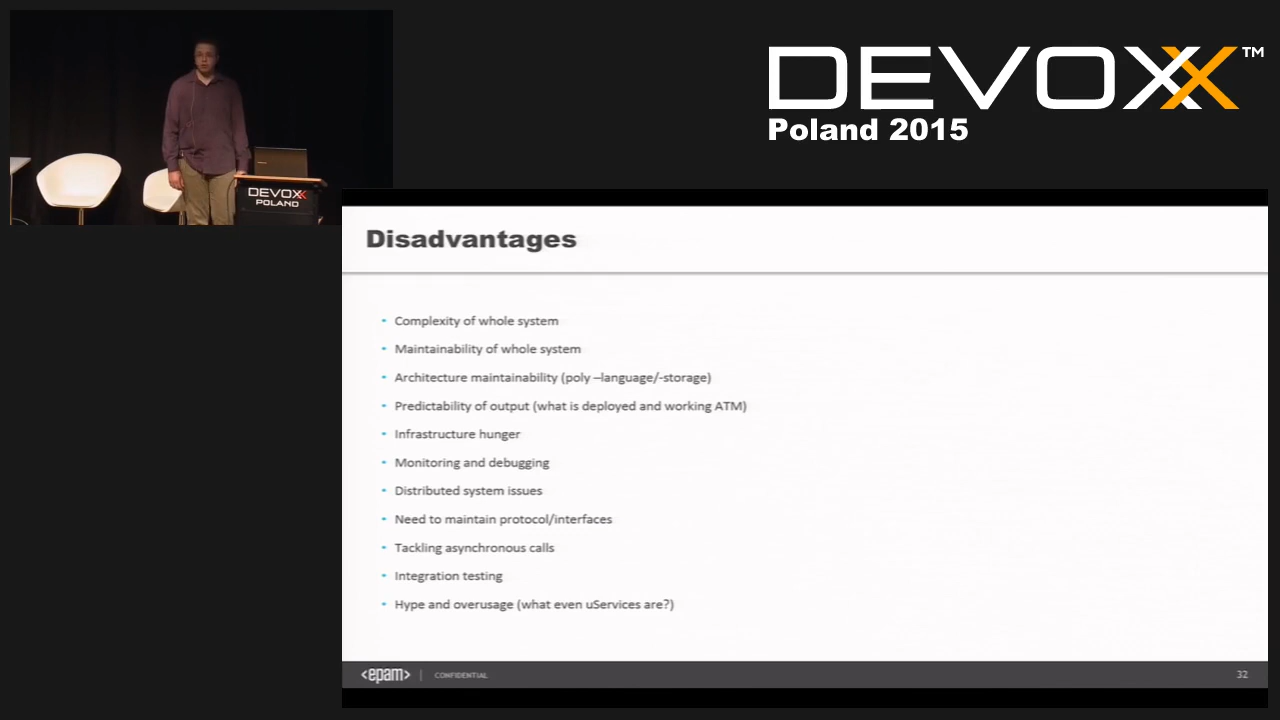 DEVOXX™
Poland 2015
DEVOXX
POLAND
Disadvantages
• Complexity of whole system
• Maintainability of whole system
• Architecture maintainability (poly –language/-storage)
• Predictability of output (what is deployed and working ATM)
• Infrastructure hunger
• Monitoring and debugging
• Distributed system issues
• Need to maintain protocol/interfaces
• Tackling asynchronous calls
• Integration testing
• Hype and overusage (what even uServices are?)
<epam> | CONFIDENTIAL 32